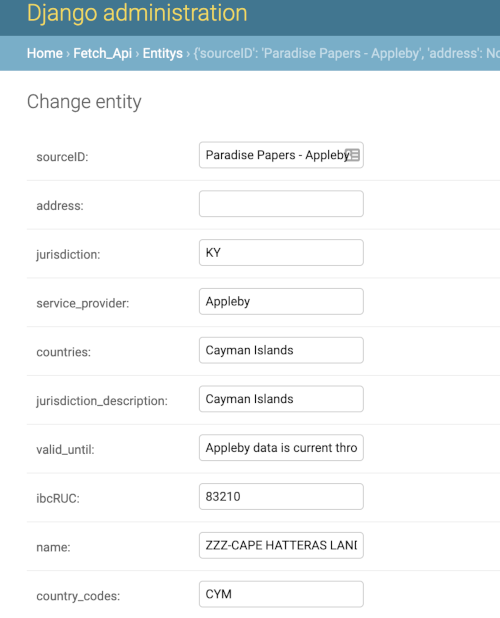 Django administration
Home › Fetch_Api › Entitys › {'sourceID': 'Paradise Papers - Appleby', 'address': No
Change entity
sourceID: Paradise Papers - Appleby
address:
jurisdiction: KY
service_provider: Appleby
countries: Cayman Islands
jurisdiction_description: Cayman Islands
valid_until: Appleby data is current thro
ibcRUC: 83210
name: ZZZ-CAPE HATTERAS LAN
country_codes: CYM